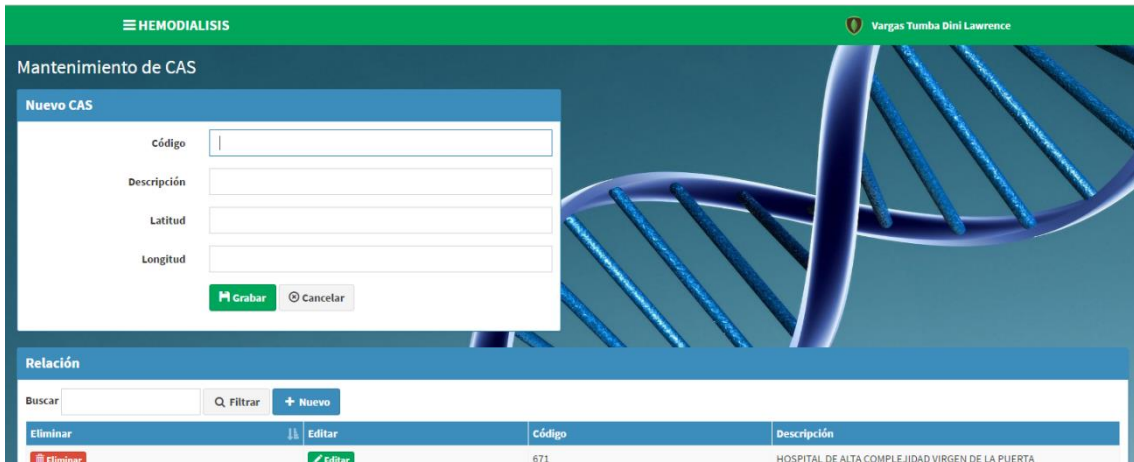 HEMODIALISIS
Vargas Tumba Dini Lawrence
Mantenimiento de CAS
Nuevo CAS
Código
Descripción
Latitud
Longitud
Grabar Cancelar
Relación
Buscar Filtrar + Nuevo
Eliminar Editar Código Descripción
Eliminar Editar 671 HOSPITAL DE ALTA COMPLEJIDAD VIRGEN DE LA PUERTA